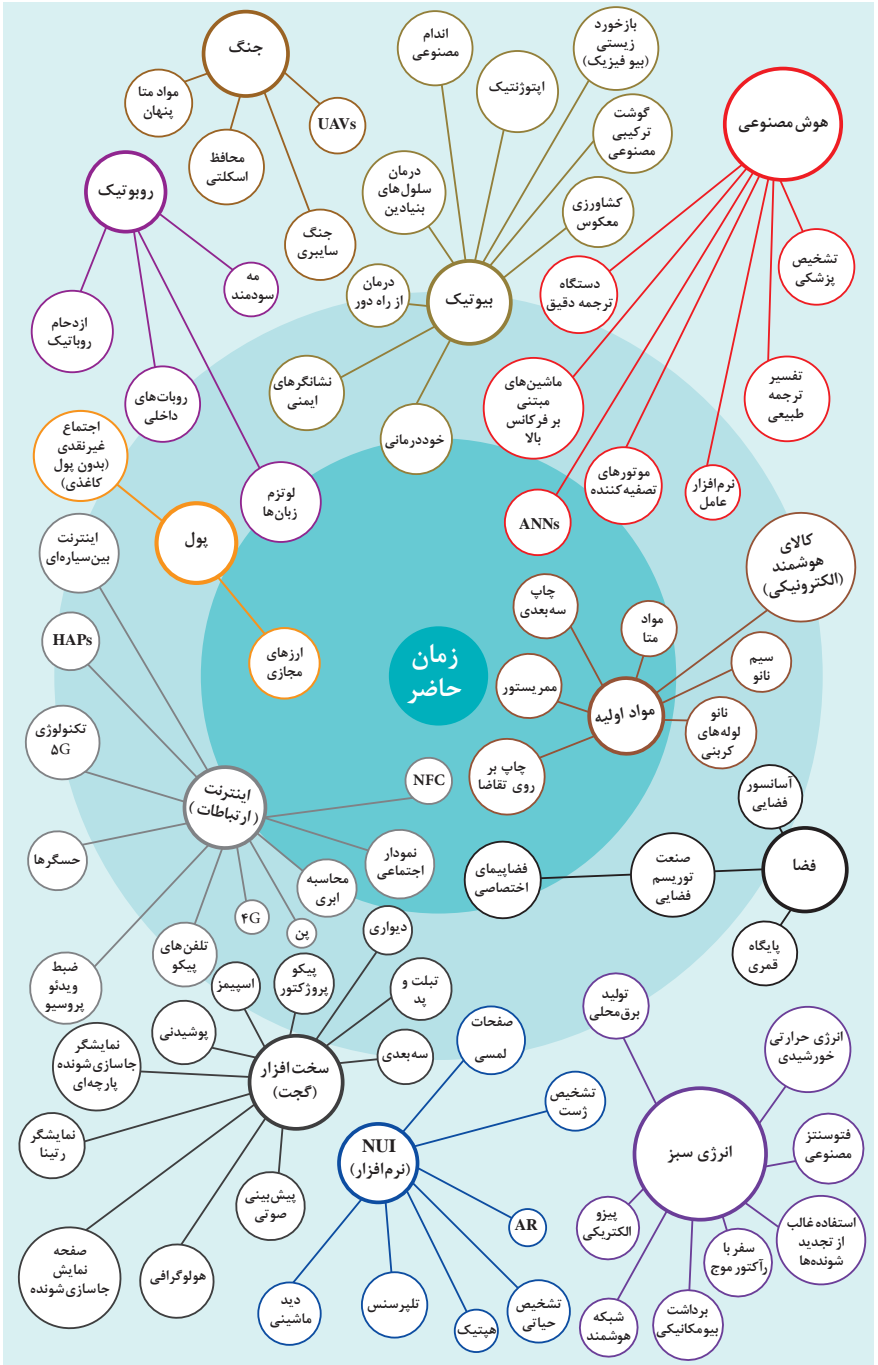 جنگ
مواد متا
پنهان
محافظ
اسکلتی
UAVs
جنگ
سایبری
روبوتیک
ازدحام
روباتیک
روبات‌های
داخلی
مه
سودمند
لوتزم
زبان‌ها
بیوتیک
اندام
مصنوعی
اپتوژنتیک
بازخورد
زیستی
(بیو فیزیک)
گوشت
ترکیبی
مصنوعی
کشاورزی
معکوس
درمان
سلول‌های
بنیادین
درمان
از راه دور
نشانگرهای
ایمنی
خوددرمانی
هوش مصنوعی
تشخیص
پزشکی
دستگاه
ترجمه دقیق
تفسیر
ترجمه
طبیعی
ماشین‌های
مبتنی
بر فرکانس
بالا
موتورهای
تصفیه‌کننده
نرم‌افزار
عامل
ANNs
پول
اجتماع
غیرنقدی
(بدون پول
کاغذی)
ارزهای
مجازی
زمان
حاضر
مواد اولیه
کالای
هوشمند
(الکترونیکی)
چاپ
سه‌بعدی
مواد
متا
سیم
نانو
ممریستور
نانو
لوله‌های
کربنی
چاپ بر
روی تقاضا
اینترنت
(ارتباطات)
اینترنت
بین‌سیاره‌ای
HAPs
تکنولوژی
۵G
حسگرها
ضبط
ویدئو
پروسیو
تلفن‌های
پیکو
۴G
پن
محاسبه
ابری
نمودار
اجتماعی
NFC
فضا
آسانسور
فضایی
صنعت
توریسم
فضایی
فضاپیمای
اختصاصی
پایگاه
قمری
سخت‌افزار
(گجت)
دیواری
پیکو
پروژکتور
اسپیمز
تبلت و
پد
پوشیدنی
سه‌بعدی
نمایشگر
جاسازی‌شونده
پارچه‌ای
نمایشگر
رتینا
پیش‌بینی
صوتی
هولوگرافی
صفحه
نمایش
جاسازی‌شونده
NUI
(نرم‌افزار)
صفحات
لمسی
تشخیص
ژست
AR
تشخیص
حیاتی
هپتیک
تلپرسنس
دید
ماشینی
انرژی سبز
تولید
برق‌محلی
انرژی حرارتی
خورشیدی
فتوسنتز
مصنوعی
استفاده غالب
از تجدید
شونده‌ها
پیزو
الکتریکی
سفر با
رآکتور موج
شبکه
هوشمند
برداشت
بیومکانیکی